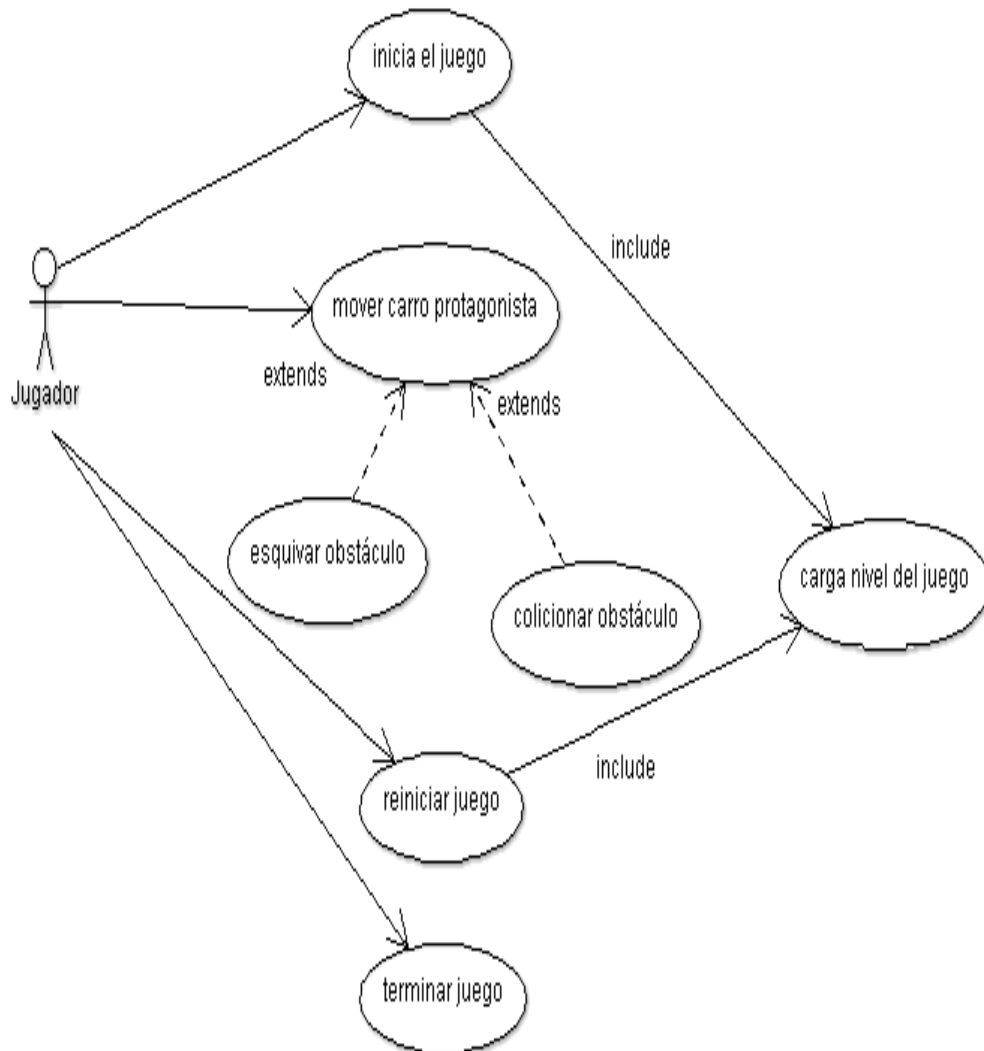 inicia el juego
include
mover carro protagonista
extends
Jugador
extends
esquivar obstáculo
carga nivel del juego
colicionar obstáculo
include
reiniciar juego
terminar juego